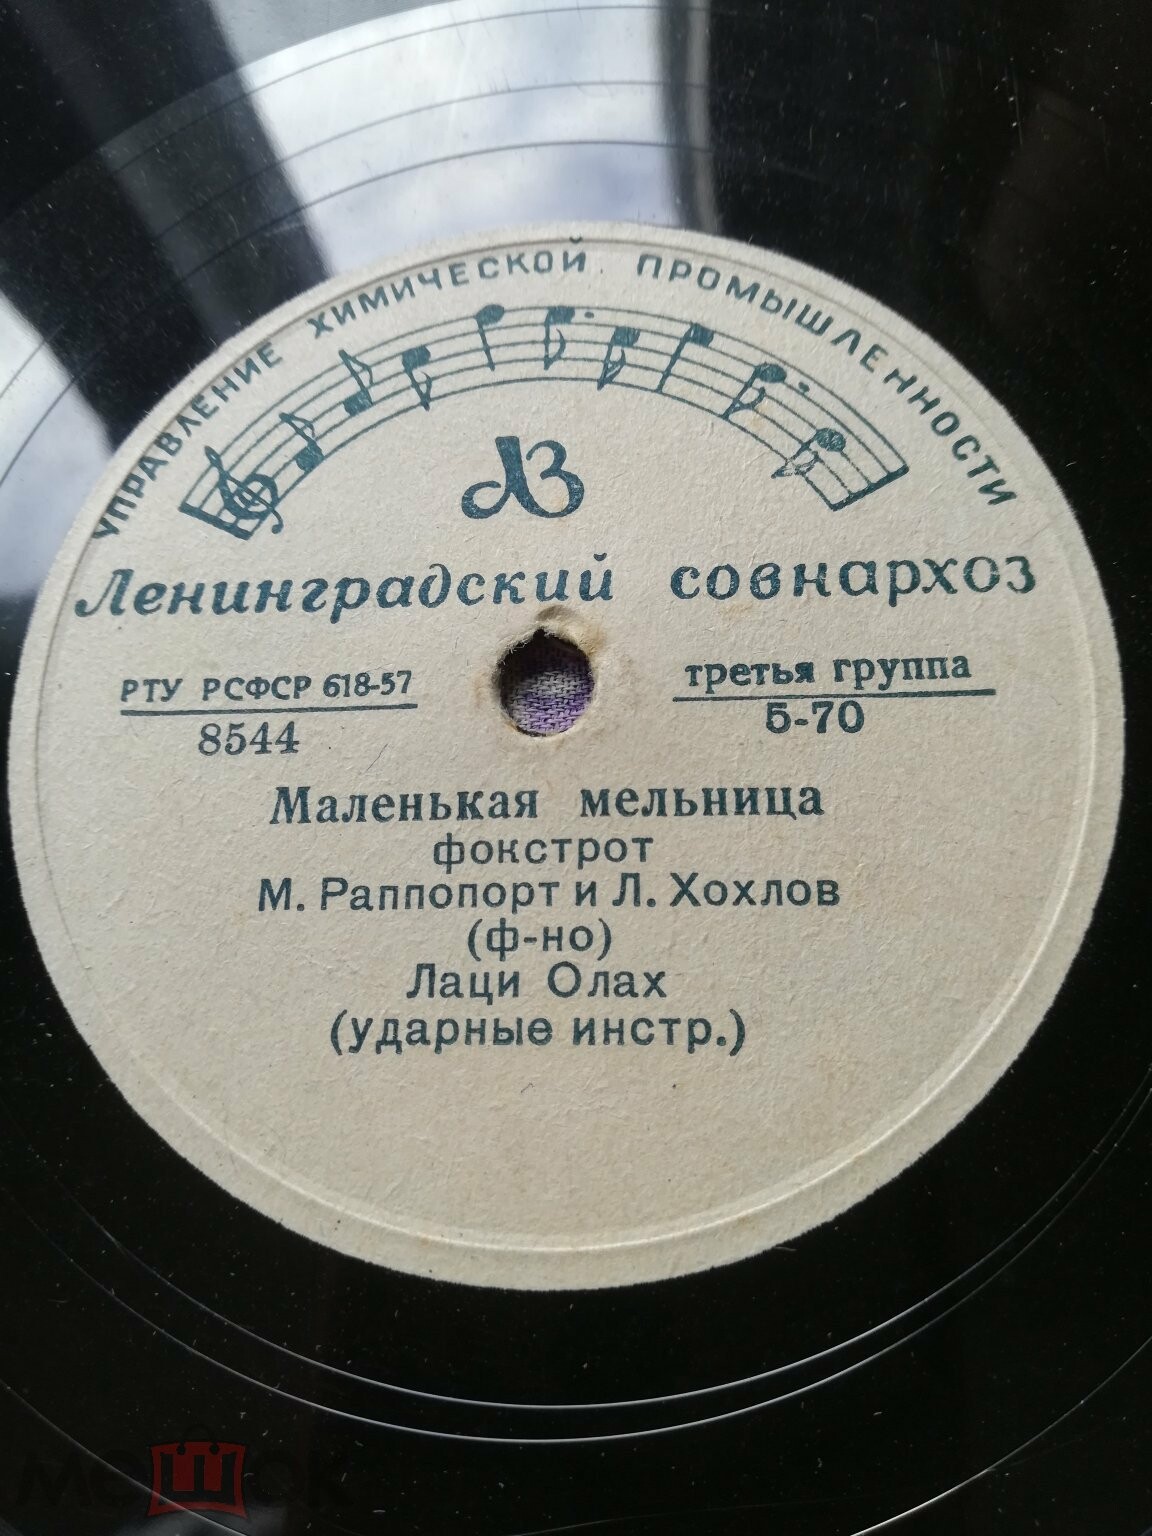 УПРАВЛЕНИЕ ХИМИЧЕСКОЙ ПРОМЫШЛЕННОСТИ
ЛЗ
Ленинградский совнархоз
РТУ РСФСР 618-57
8544
третья группа
5-70
Маленькая мельница
фокстрот
М. Раппопорт и Л. Хохлов
(ф-но)
Лаци Олах
(ударные инстр.)
мешок